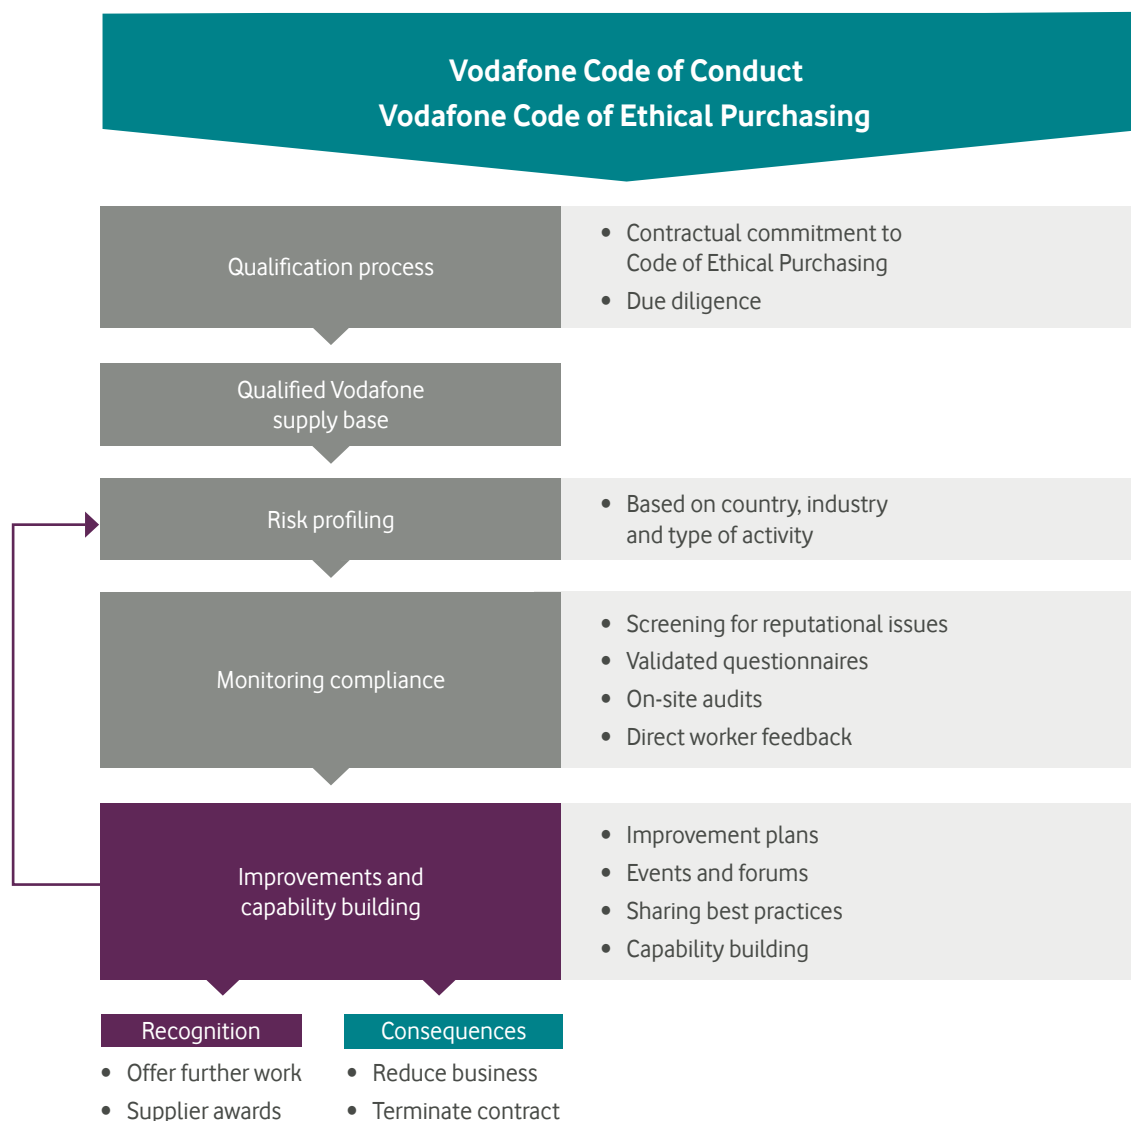 Vodafone Code of Conduct
Vodafone Code of Ethical Purchasing
Qualification process
• Contractual commitment to
Code of Ethical Purchasing
• Due diligence
Qualified Vodafone
supply base
Risk profiling
• Based on country, industry
and type of activity
Monitoring compliance
• Screening for reputational issues
• Validated questionnaires
• On-site audits
• Direct worker feedback
Improvements and
capability building
• Improvement plans
• Events and forums
• Sharing best practices
• Capability building
Recognition
• Offer further work
• Supplier awards
Consequences
• Reduce business
• Terminate contract